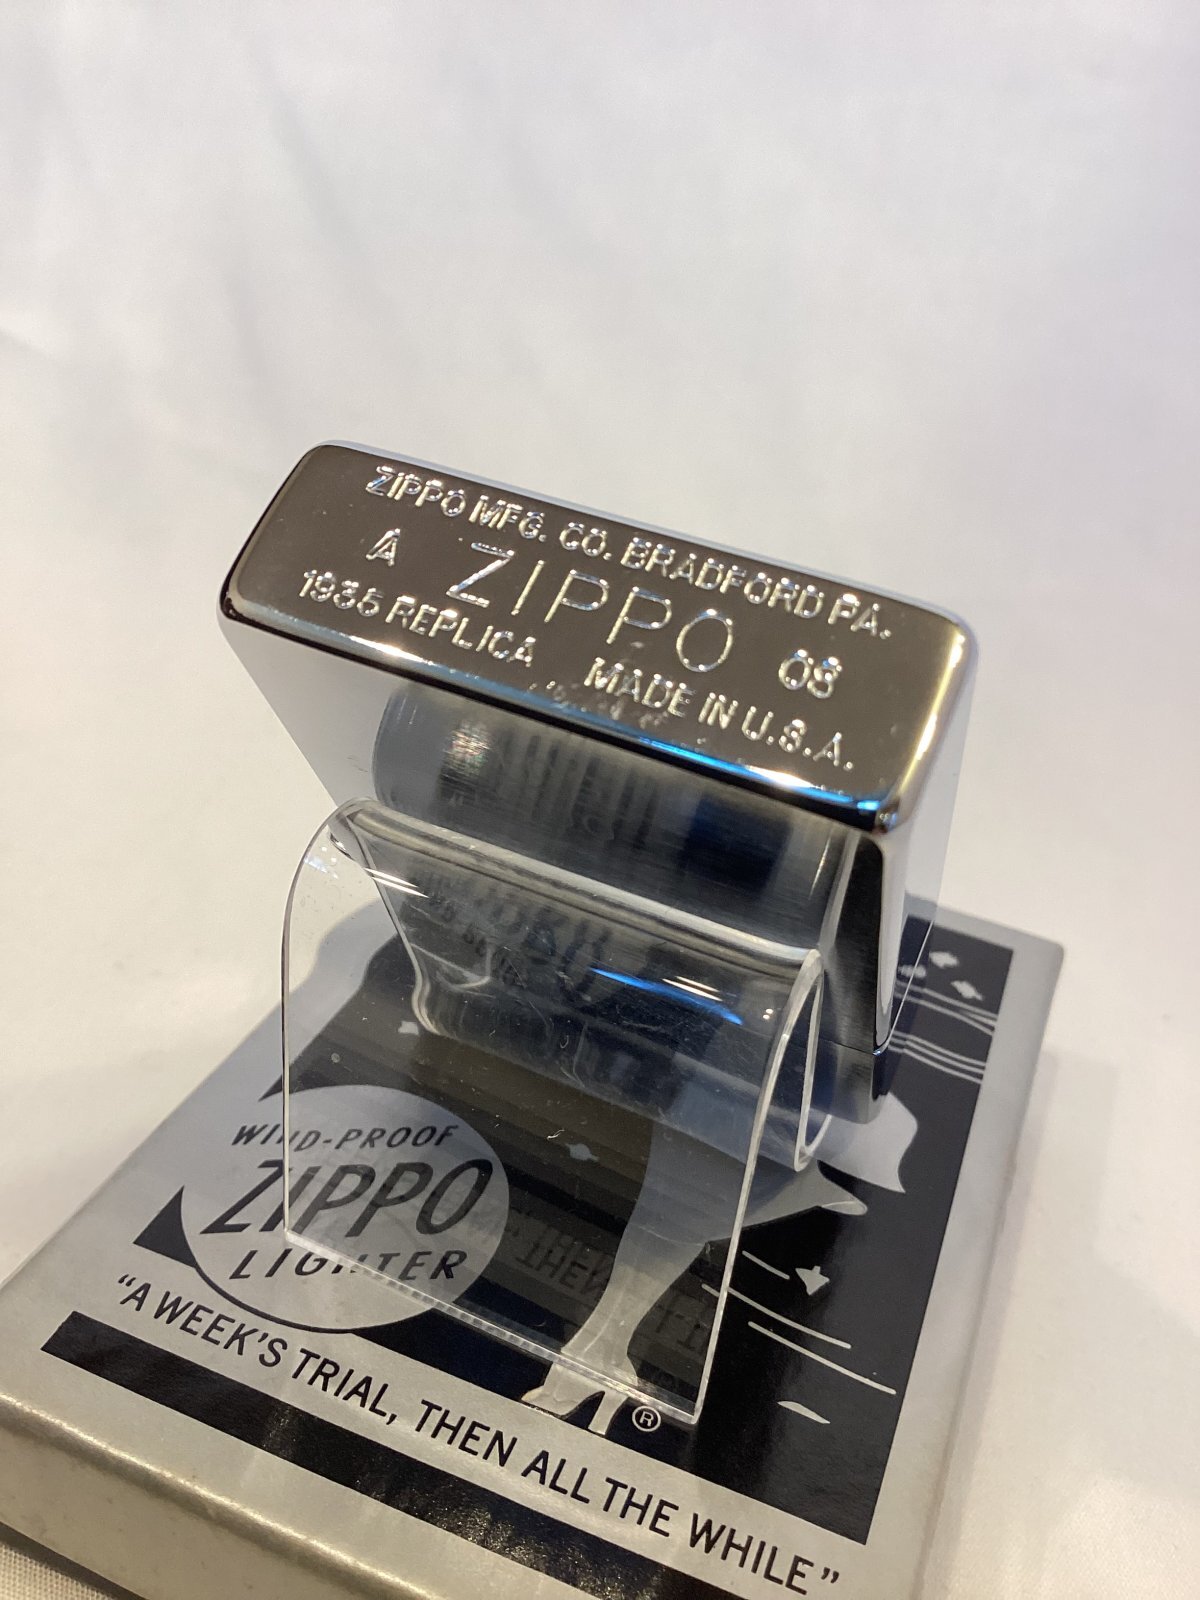 ZIPPO MFG. CO. BRADFORD PA.
A ZIPPO 08
1935 REPLICA MADE IN U.S.A.
WIND-PROOF
ZIPPO
LIGHTER
"A WEEK'S TRIAL, THEN ALL THE WHILE"
®